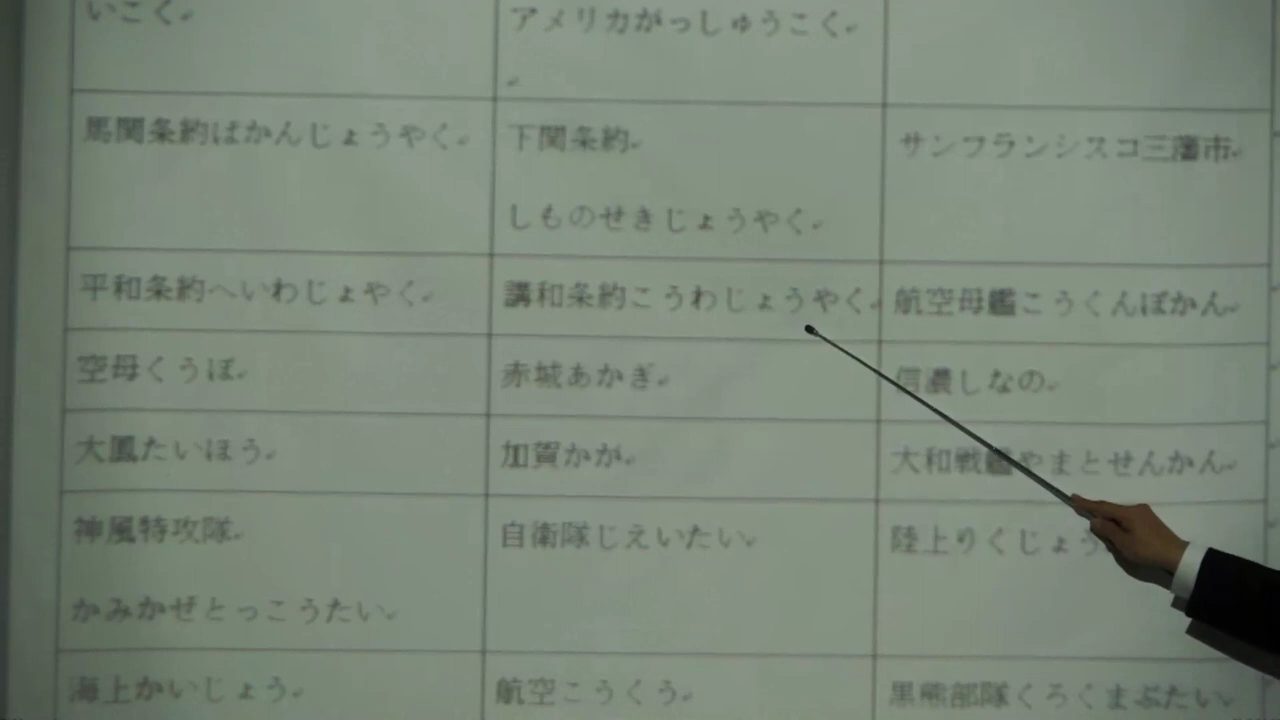 いこく
アメリカがっしゅうこく
馬関条約ばかんじょうやく
下関条約
しものせきじょうやく
サンフランシスコ三藩市
平和条約へいわじょやく
講和条約こうわじょうやく
航空母艦こうくんぼかん
空母くうぼ
赤城あかぎ
信濃しなの
大鳳たいほう
加賀かが
大和戦艦やまとせんかん
神風特攻隊
かみかぜとっこうたい
自衛隊じえいたい
陸上りくじょう
海上かいじょう
航空こうくう
黒熊部隊くろくまぶたい